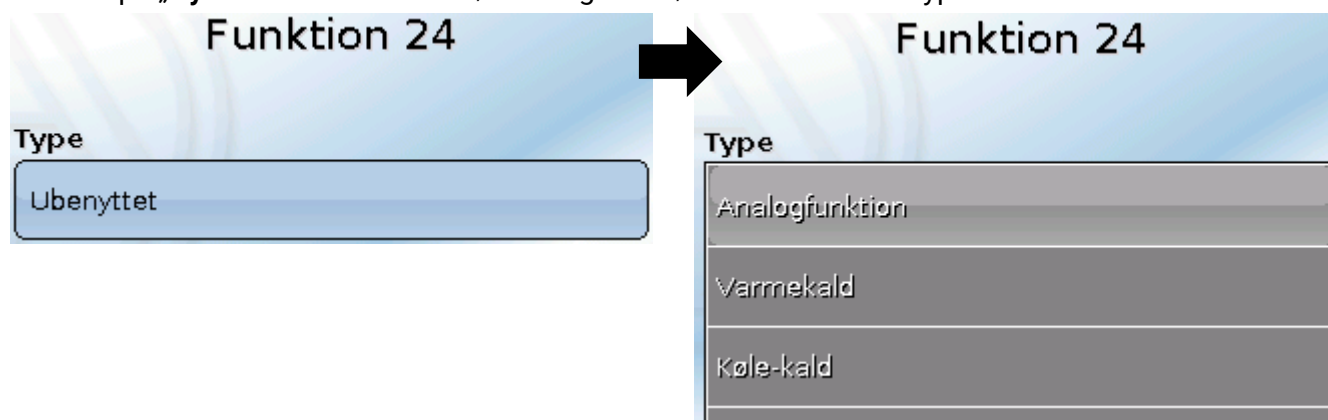 Funktion 24
Type
Ubenyttet
Funktion 24
Type
Analogfunktion
Varmekald
Køle-kald